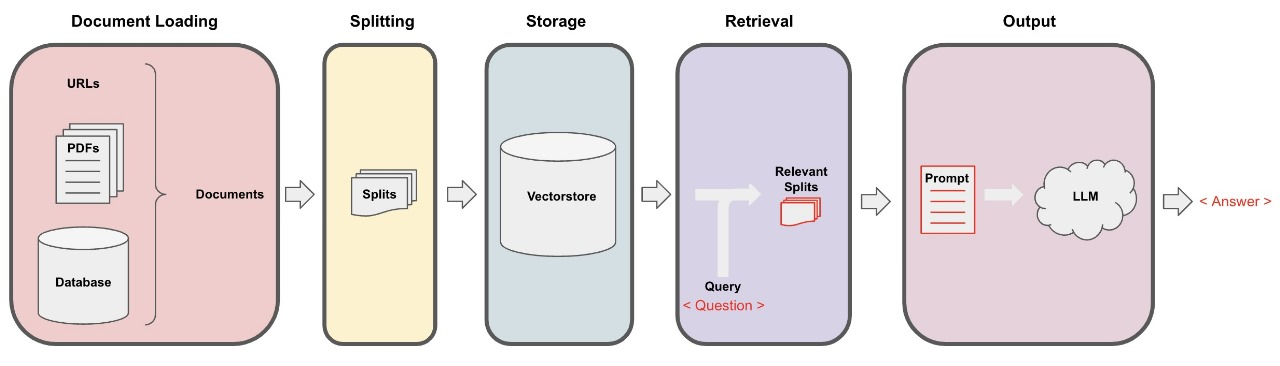 Document Loading
Splitting
Storage
Retrieval
Output
URLs
PDFs
Database
Documents
Splits
Vectorstore
Relevant
Splits
Query
< Question >
Prompt
LLM
< Answer >